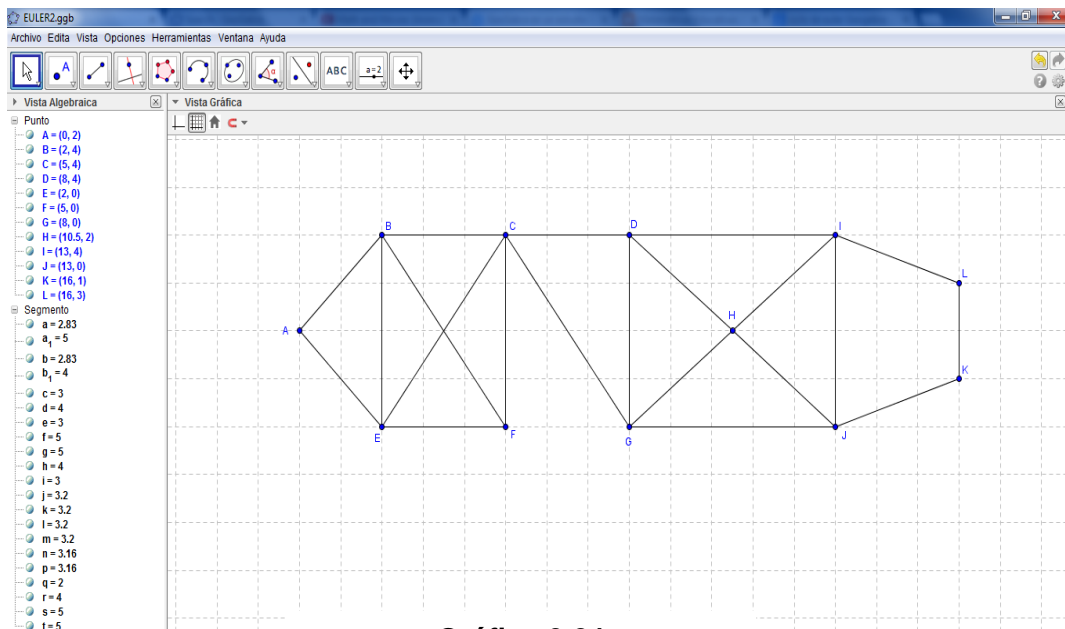 EULER2.ggb
Archivo Edita Vista Opciones Herramientas Ventana Ayuda
A
ABC
a=2
Vista Algebraica
Vista Gráfica
Punto
A = (0, 2)
B = (2, 4)
C = (5, 4)
D = (8, 4)
E = (2, 0)
F = (5, 0)
G = (8, 0)
H = (10.5, 2)
I = (13, 4)
J = (13, 0)
K = (16, 1)
L = (16, 3)
Segmento
a = 2.83
a₁ = 5
b = 2.83
b₁ = 4
c = 3
d = 4
e = 3
f = 5
g = 5
h = 4
i = 3
j = 3.2
k = 3.2
l = 3.2
m = 3.2
n = 3.16
p = 3.16
q = 2
r = 4
s = 5
t = 5
B
C
D
I
L
A
H
K
E
F
G
J